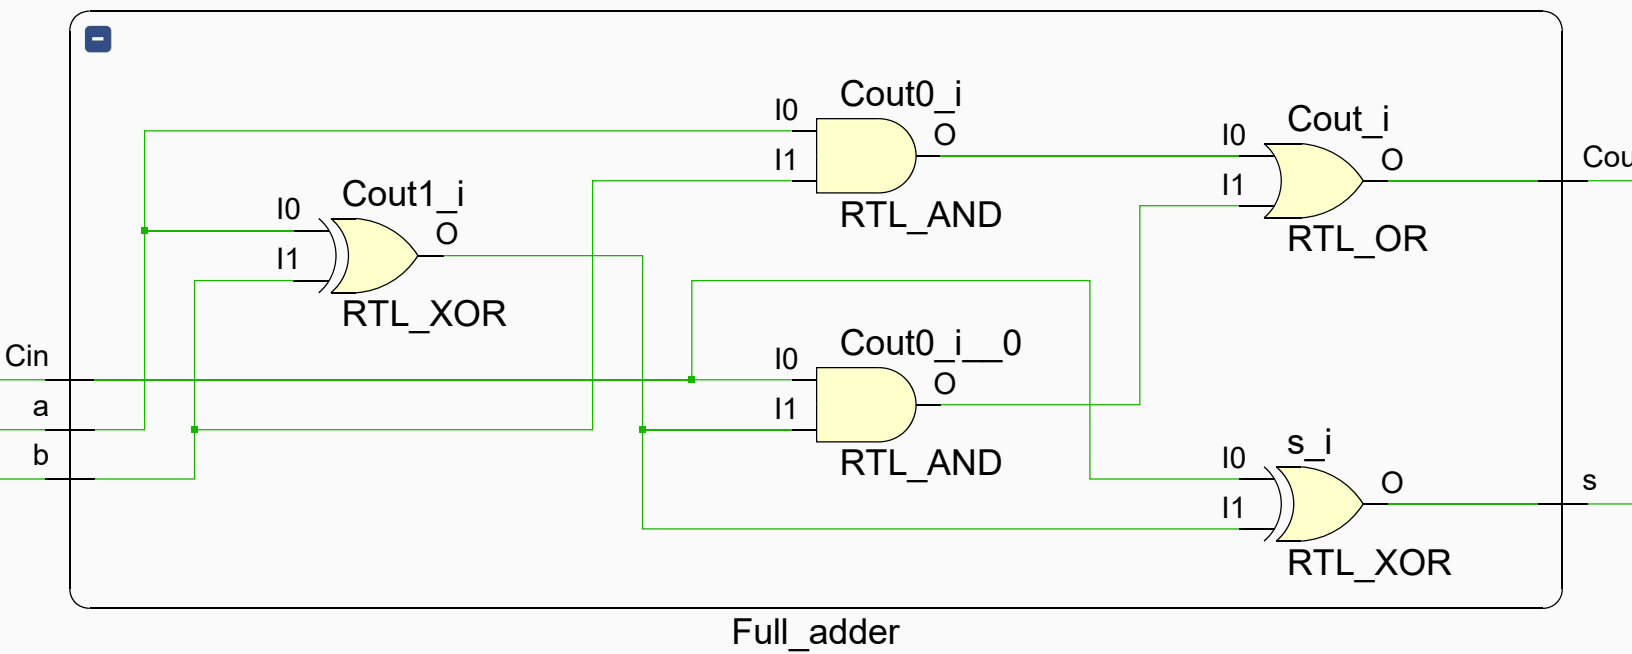 Cout0_i
I0
O
I1
RTL_AND
Cout_i
I0
O
I1
RTL_OR
Cou
Cout1_i
I0
O
I1
RTL_XOR
Cin
a
b
Cout0_i__0
I0
O
I1
RTL_AND
s_i
I0
O
I1
RTL_XOR
s
Full_adder